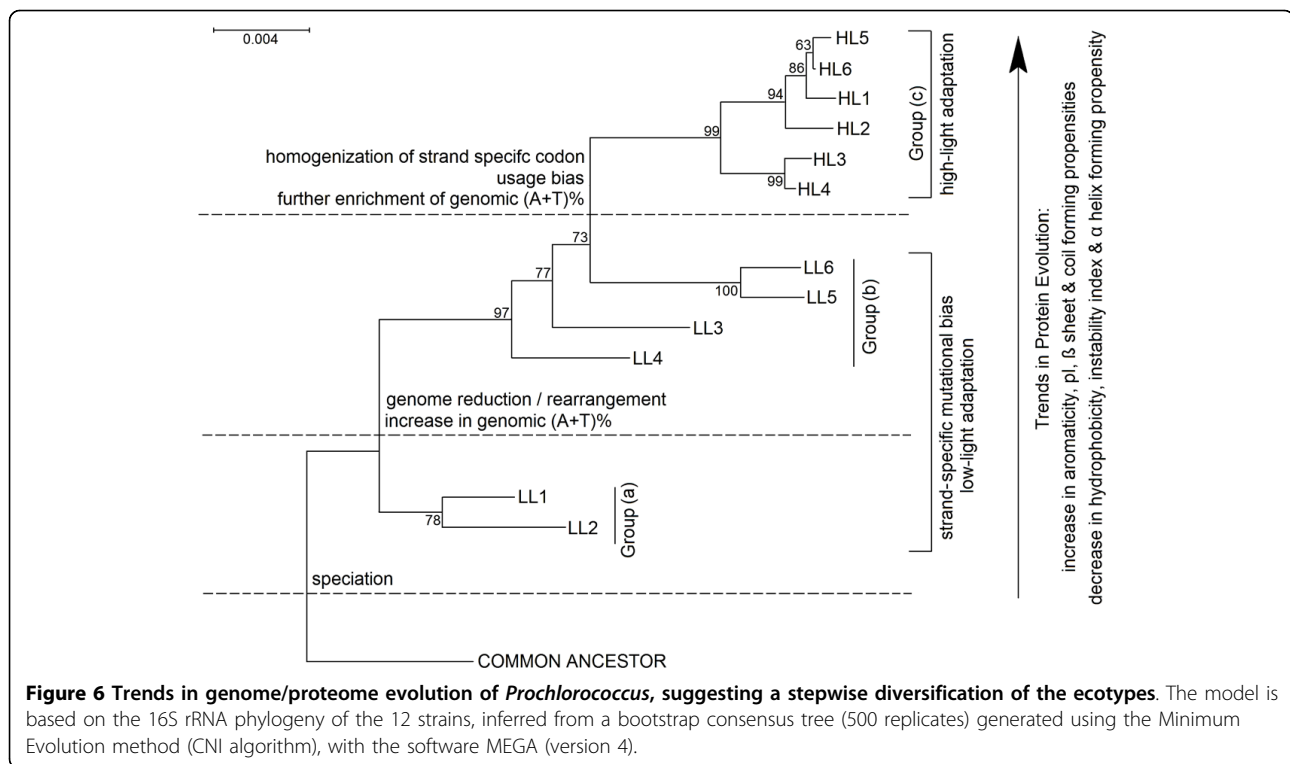 0.004
HL5
63
HL6
86
HL1
94
HL2
99
HL3
99
HL4
Group (c)
high-light adaptation
homogenization of strand specifc codon
usage bias
further enrichment of genomic (A+T)%
73
LL6
77
100
LL5
97
LL3
LL4
Group (b)
genome reduction / rearrangement
increase in genomic (A+T)%
LL1
78
LL2
Group (a)
strand-specific mutational bias
low-light adaptation
speciation
COMMON ANCESTOR
Trends in Protein Evolution:
increase in aromaticity, pI, ß sheet & coil forming propensities
decrease in hydrophobicity, instability index & α helix forming propensity
Figure 6 Trends in genome/proteome evolution of Prochlorococcus, suggesting a stepwise diversification of the ecotypes. The model is
based on the 16S rRNA phylogeny of the 12 strains, inferred from a bootstrap consensus tree (500 replicates) generated using the Minimum
Evolution method (CNI algorithm), with the software MEGA (version 4).